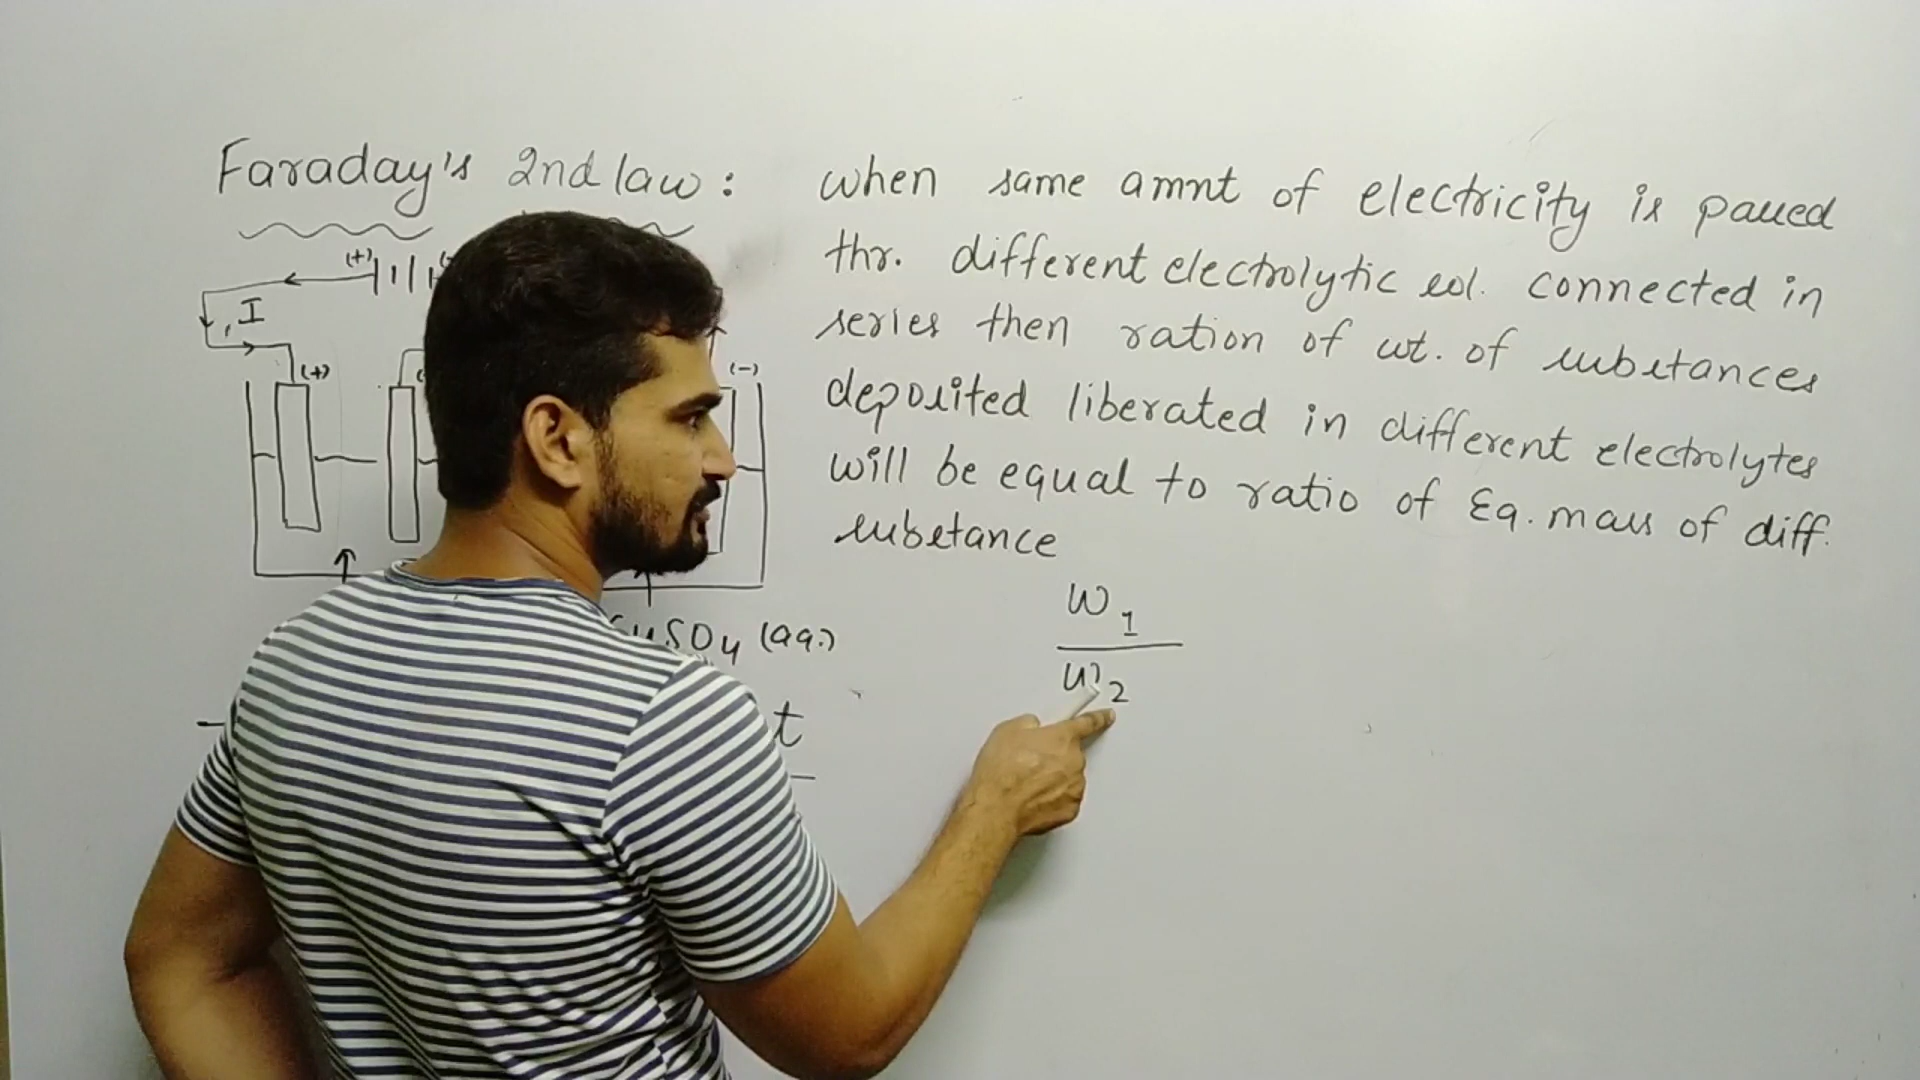 Faraday's 2nd law:
when same amnt of electricity is passed
thr. different electrolytic sol. connected in
series then ration of wt. of substances
deposited liberated in different electrolytes
will be equal to ratio of Eq. mass of diff.
substance
(+)
I
(+)
(-)
SO4 (aq.)
t
W1
W2